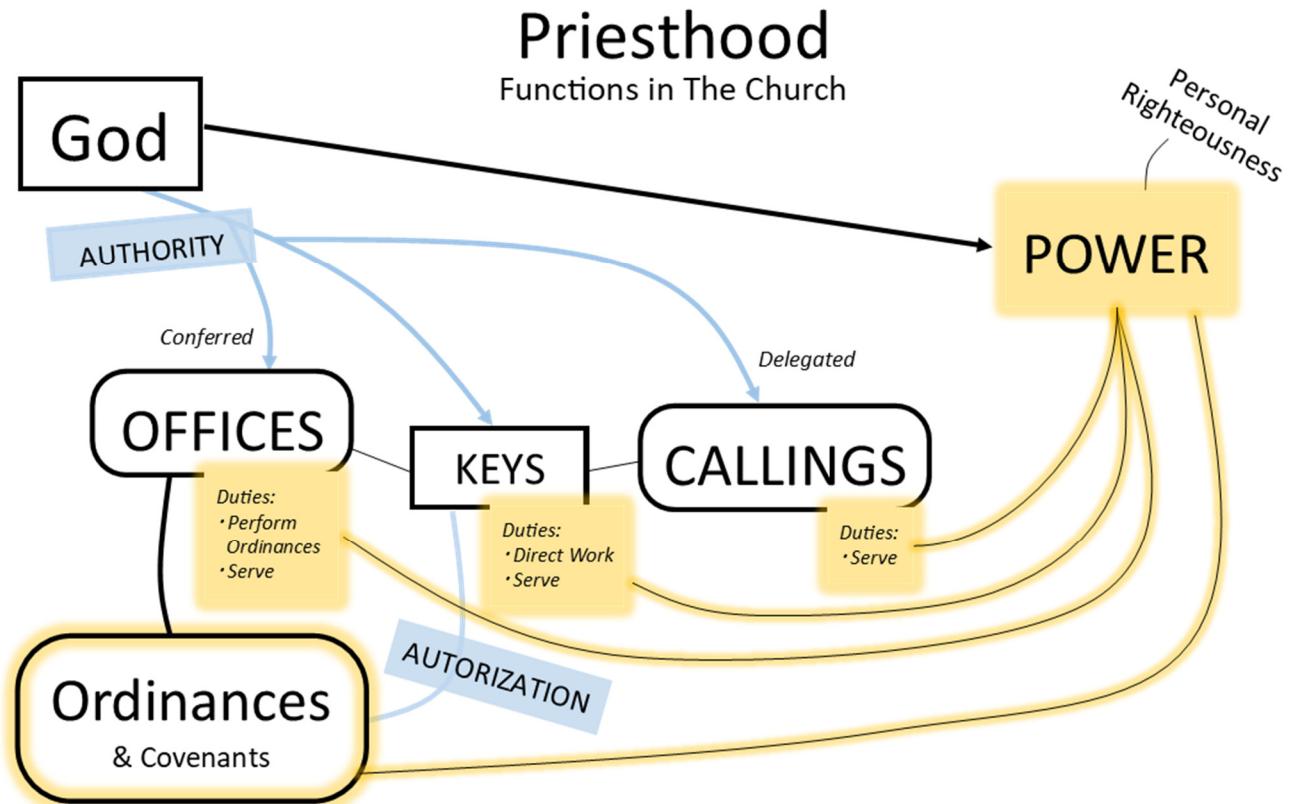 Priesthood
Functions in The Church
God
Personal
Righteousness
AUTHORITY
POWER
Conferred
Delegated
OFFICES
KEYS
CALLINGS
Duties:
・Perform
Ordinances
・Serve
Duties:
・Direct Work
・Serve
Duties:
・Serve
AUTORIZATION
Ordinances
& Covenants